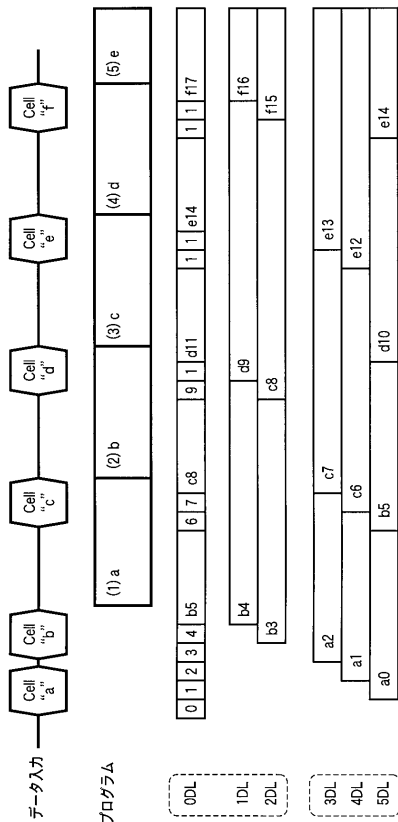 データ入力
Cell "a"
Cell "b"
Cell "c"
Cell "d"
Cell "e"
Cell "f"
プログラム
(1) a
(2) b
(3) c
(4) d
(5) e
0DL
0 1 2 3 4 b5 6 7 c8 9 1 d11 1 1 e14 1 1 f17
1DL
b4 d9 f16
2DL
b3 c8 f15
3DL
a2 c7 e13
4DL
a1 c6 e12
5DL
a0 b5 d10 e14